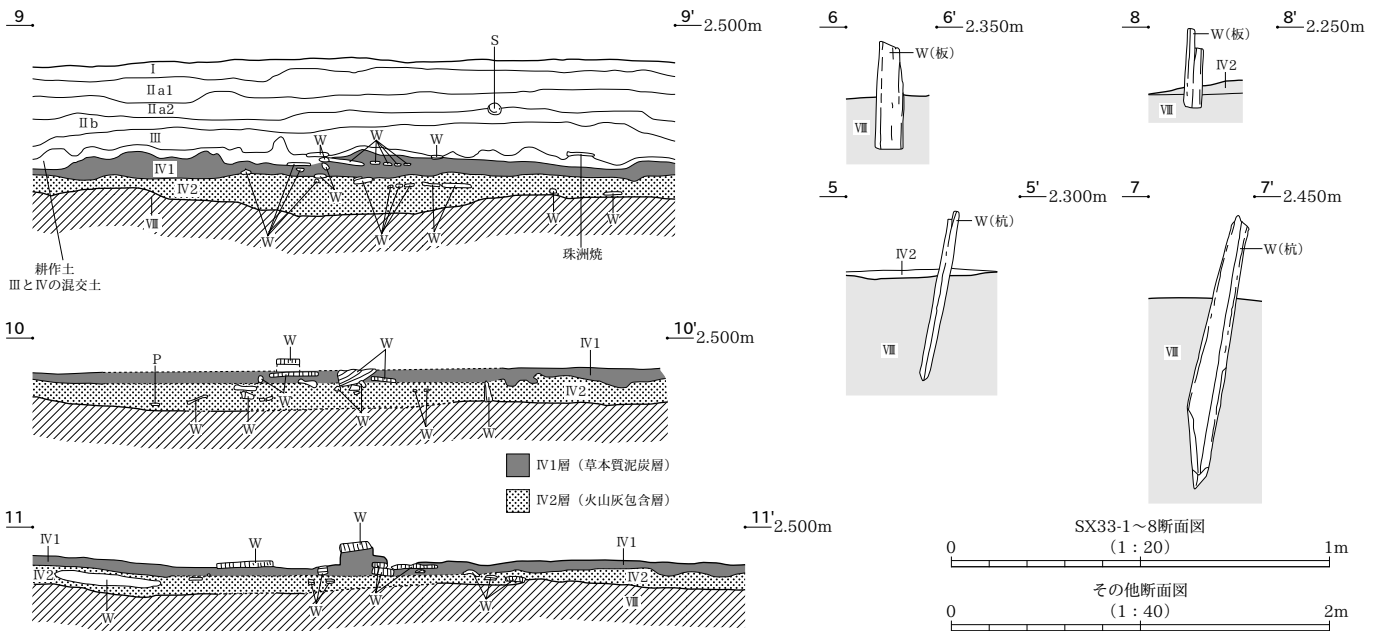 9 9' 2.500m
S
Ⅰ
Ⅱa1
Ⅱa2
Ⅱb
Ⅲ
W W W
Ⅳ1
W
Ⅳ2
Ⅷ
W W W W W
耕作土
ⅢとⅣの混交土
珠洲焼
10 10' 2.500m
P W W Ⅳ1
W Ⅳ2
W W W W W
Ⅳ1層（草本質泥炭層）
Ⅳ2層（火山灰包含層）
11 11' 2.500m
Ⅳ1 W W Ⅳ1
Ⅳ2 Ⅳ2
W W W W Ⅷ
6 6' 2.350m
W(板)
Ⅷ
8 8' 2.250m
W(板)
Ⅳ2
Ⅷ
5 5' 2.300m
W(杭)
Ⅳ2
Ⅷ
7 7' 2.450m
W(杭)
Ⅷ
SX33-1～8断面図
（1：20）
0 1m
その他断面図
（1：40）
0 2m